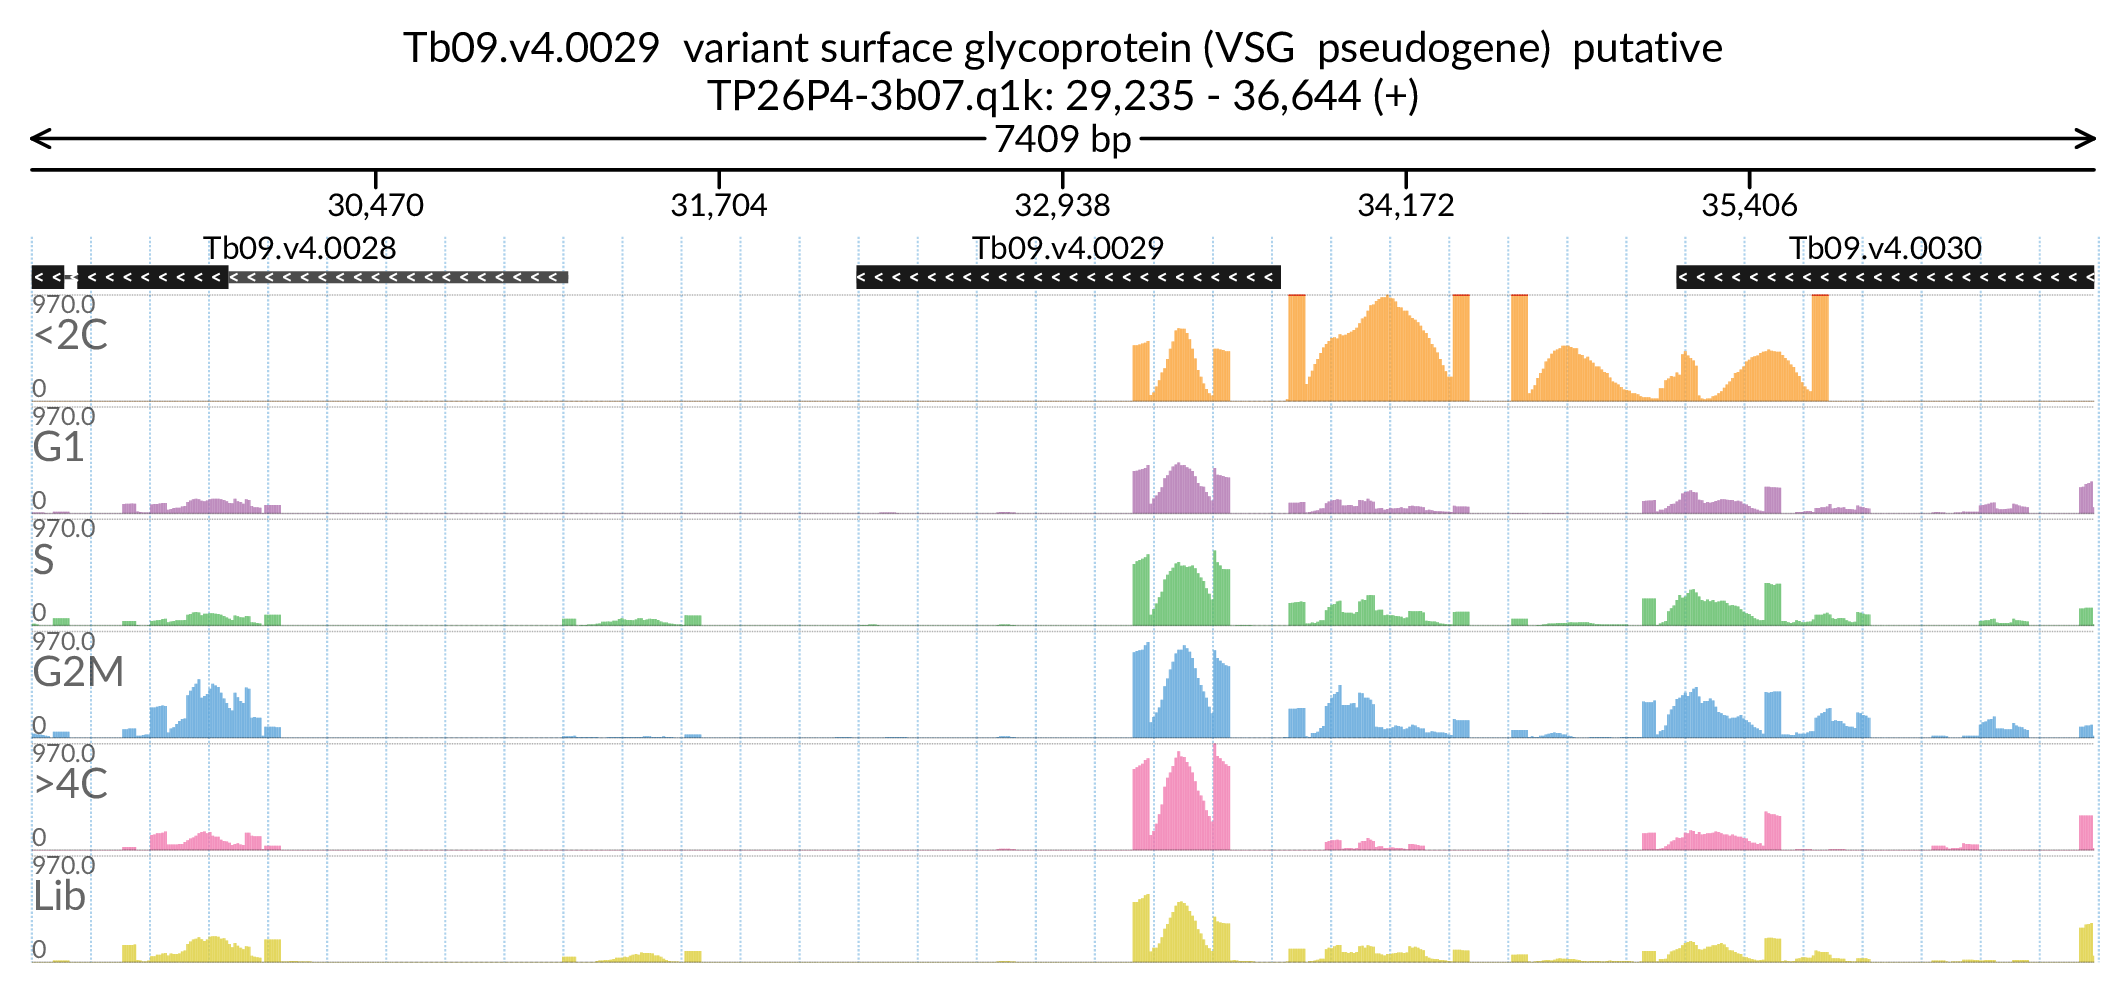 Tb09.v4.0029 variant surface glycoprotein (VSG pseudogene) putative
TP26P4-3b07.q1k: 29,235 - 36,644 (+)
7409 bp
30,470 31,704 32,938 34,172 35,406
Tb09.v4.0028 Tb09.v4.0029 Tb09.v4.0030
970.0
<2C
0
970.0
G1
0
970.0
S
0
970.0
G2M
0
970.0
>4C
0
970.0
Lib
0